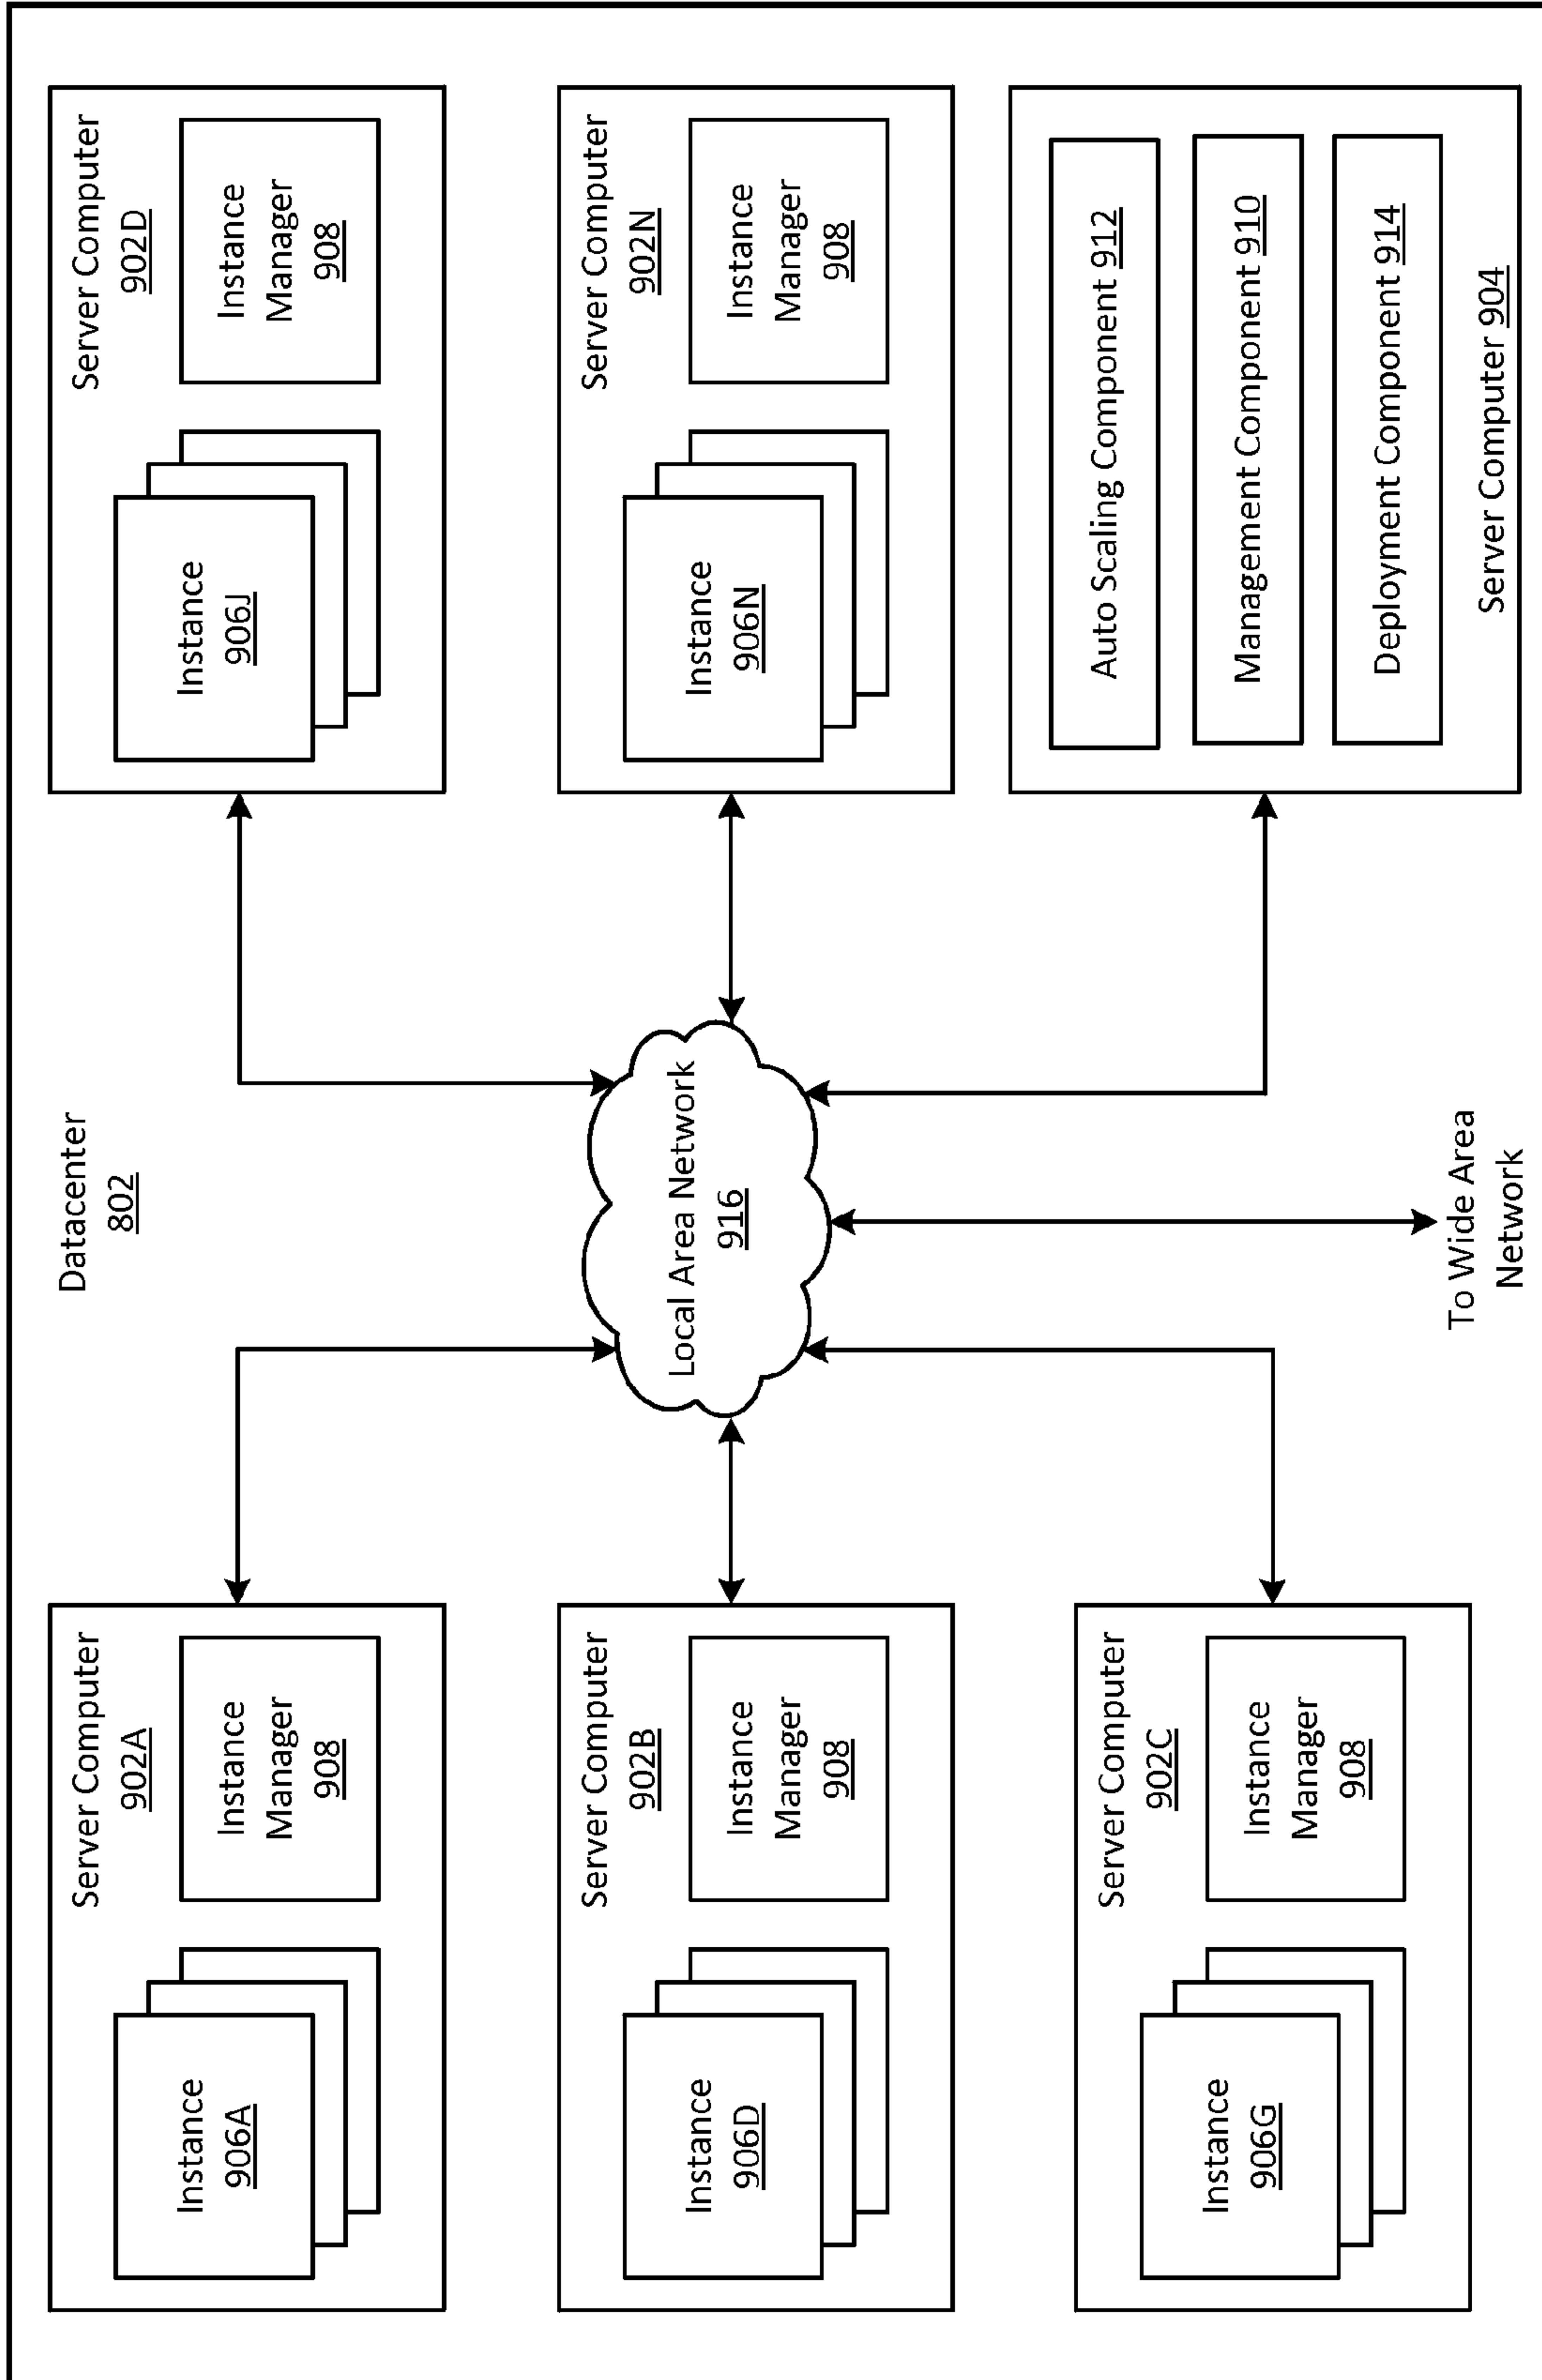 Datacenter
802
Server Computer
902A
Instance
906A
Instance
Manager
908
Server Computer
902D
Instance
906J
Instance
Manager
908
Server Computer
902B
Instance
906D
Instance
Manager
908
Local Area Network
916
Server Computer
902N
Instance
906N
Instance
Manager
908
Server Computer
902C
Instance
906G
Instance
Manager
908
Auto Scaling Component 912
Management Component 910
Deployment Component 914
Server Computer 904
To Wide Area
Network